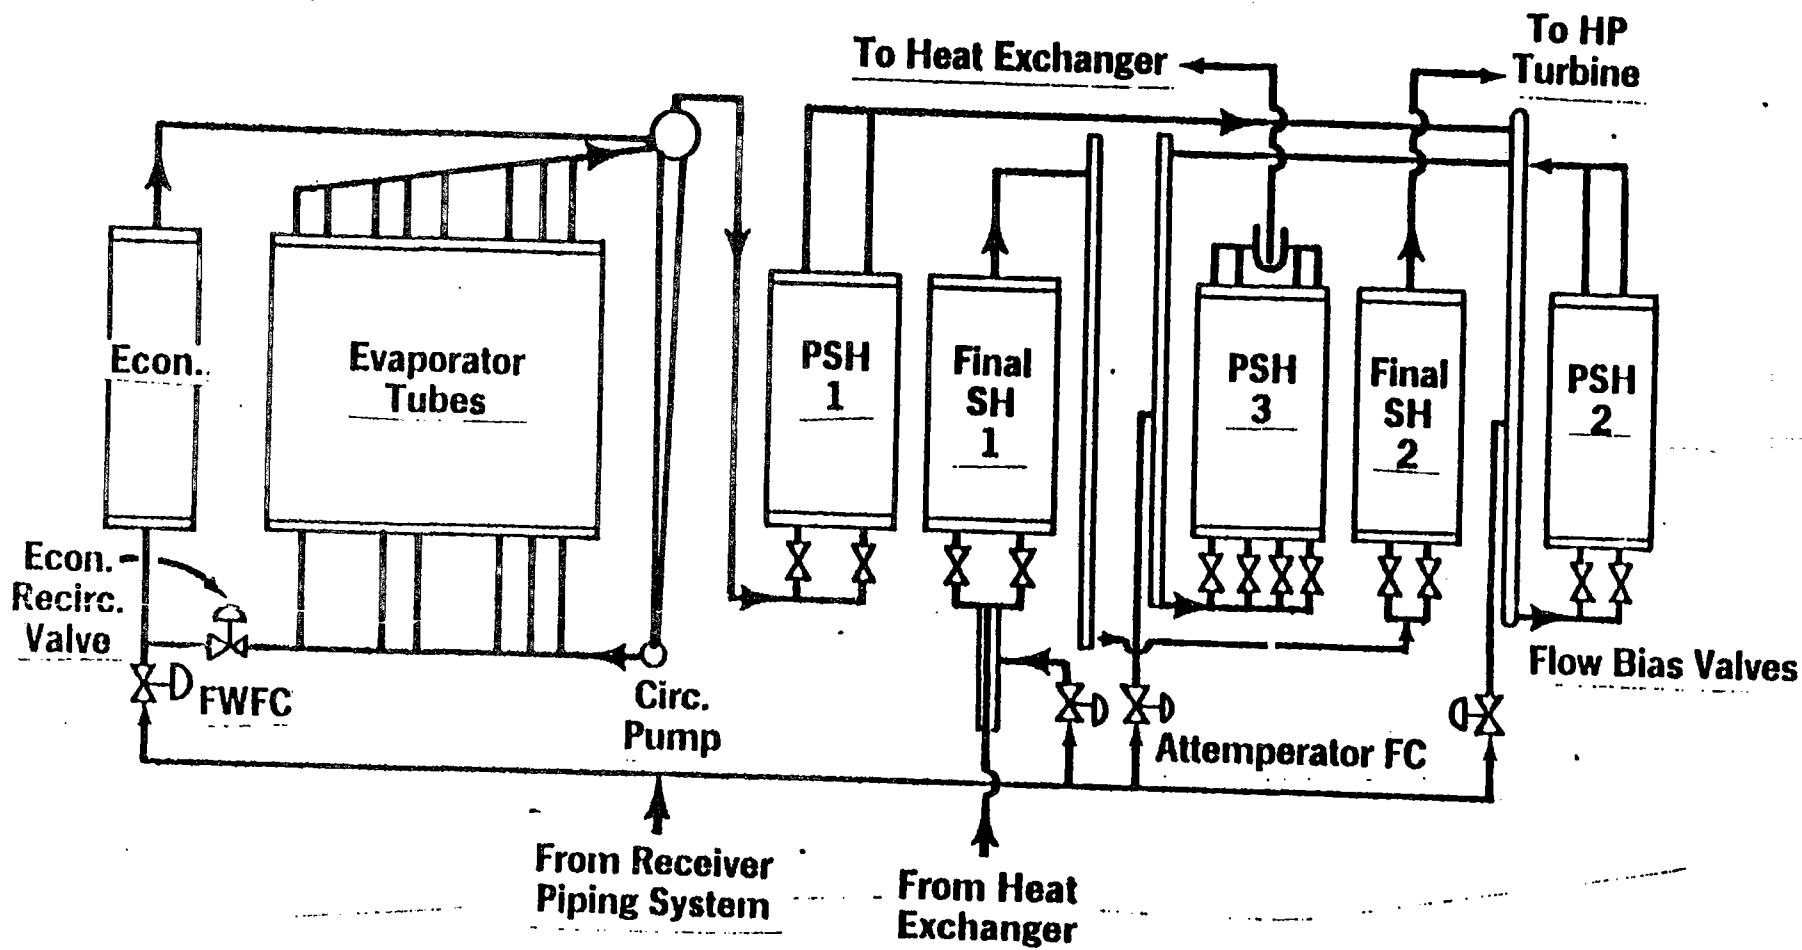 To Heat Exchanger
To HP
Turbine
Econ.
Evaporator
Tubes
PSH
1
Final
SH
1
PSH
3
Final
SH
2
PSH
2
Econ.
Recirc.
Valve
FWFC
Circ.
Pump
Flow Bias Valves
Attemperator FC
From Receiver
Piping System
From Heat
Exchanger